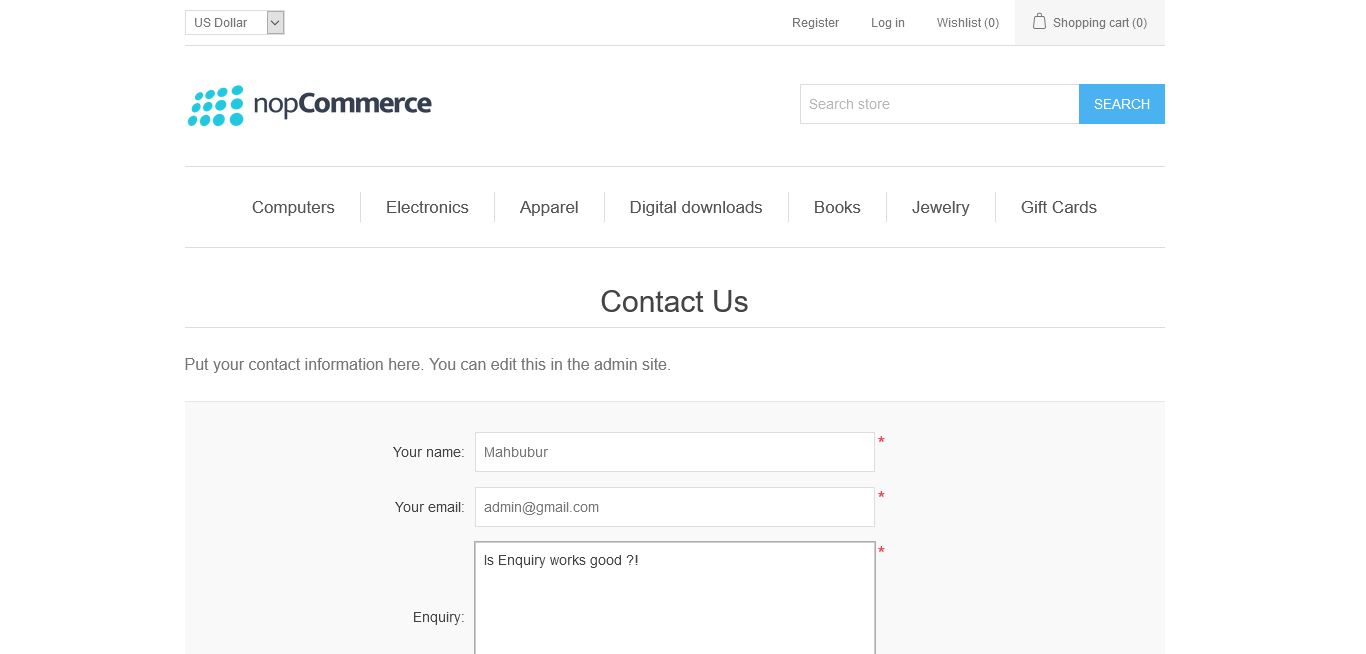 US Dollar
Register Log in Wishlist (0) Shopping cart (0)
nopCommerce
Search store SEARCH
Computers Electronics Apparel Digital downloads Books Jewelry Gift Cards
Contact Us
Put your contact information here. You can edit this in the admin site.
Your name: Mahbubur *
Your email: admin@gmail.com *
Is Enquiry works good ?! *
Enquiry: